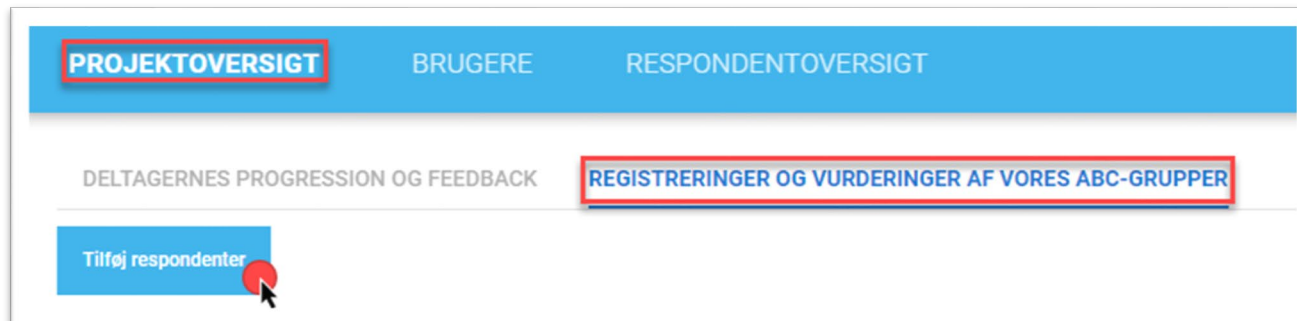 PROJEKTOVERSIGT BRUGERE RESPONDENTOVERSIGT
DELTAGERNES PROGRESSION OG FEEDBACK REGISTRERINGER OG VURDERINGER AF VORES ABC-GRUPPER
Tilføj respondenter